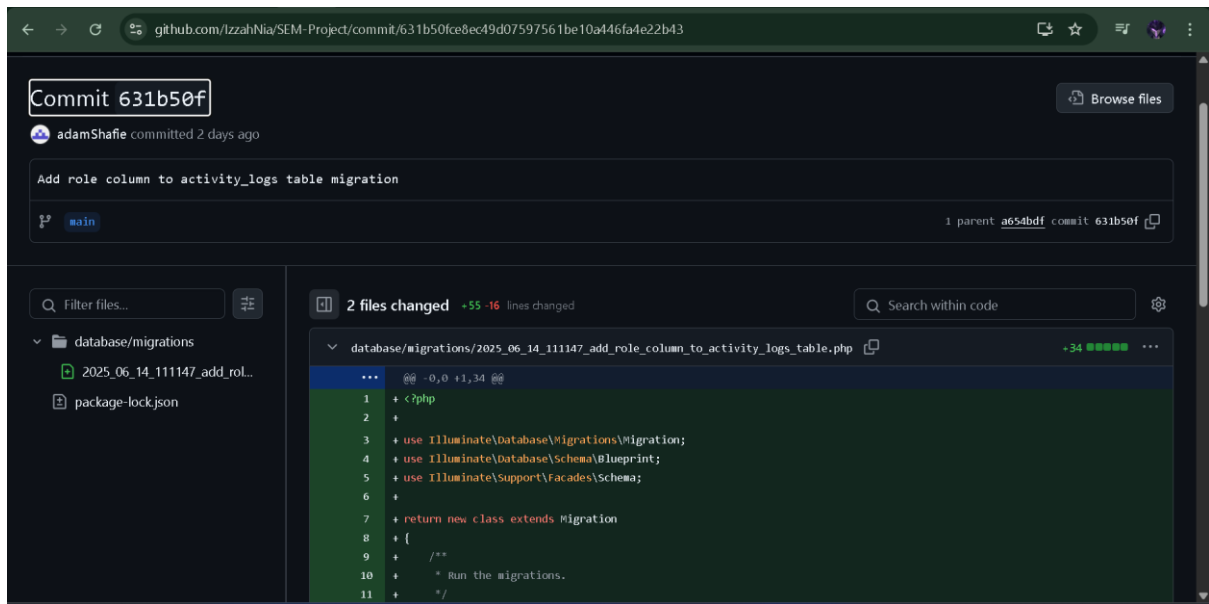 github.com/IzzahNia/SEM-Project/commit/631b50fce8ec49d07597561be10a446fa4e22b43
Commit 631b50f
Browse files
adamShafie committed 2 days ago
Add role column to activity_logs table migration
main
1 parent a654bdf commit 631b50f
Filter files...
2 files changed +55 -16 lines changed
Search within code
database/migrations
2025_06_14_111147_add_rol...
package-lock.json
database/migrations/2025_06_14_111147_add_role_column_to_activity_logs_table.php
+34
@@ -0,0 +1,34 @@
1 + <?php
2 +
3 + use Illuminate\Database\Migrations\Migration;
4 + use Illuminate\Database\Schema\Blueprint;
5 + use Illuminate\Support\Facades\Schema;
6 +
7 + return new class extends Migration
8 + {
9 + /**
10 + * Run the migrations.
11 + */